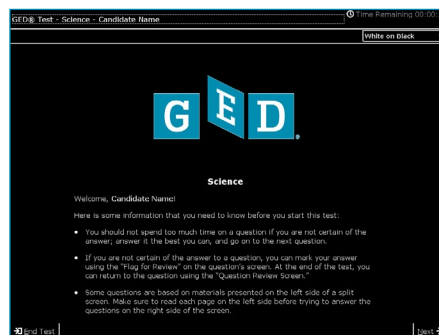 GED® Test - Science - Candidate Name
Time Remaining 00:00:
White on Black
GED
Science
Welcome, Candidate Name!
Here is some information that you need to know before you start this test:
• You should not spend too much time on a question if you are not certain of the
answer; answer it the best you can, and go on to the next question.
• If you are not certain of the answer to a question, you can mark your answer
using the "Flag for Review" on the question's screen. At the end of the test, you
can return to the question using the "Question Review Screen."
• Some questions are based on materials presented on the left side of a split
screen. Make sure to read each page on the left side before trying to answer the
questions on the right side of the screen.
End Test
Next